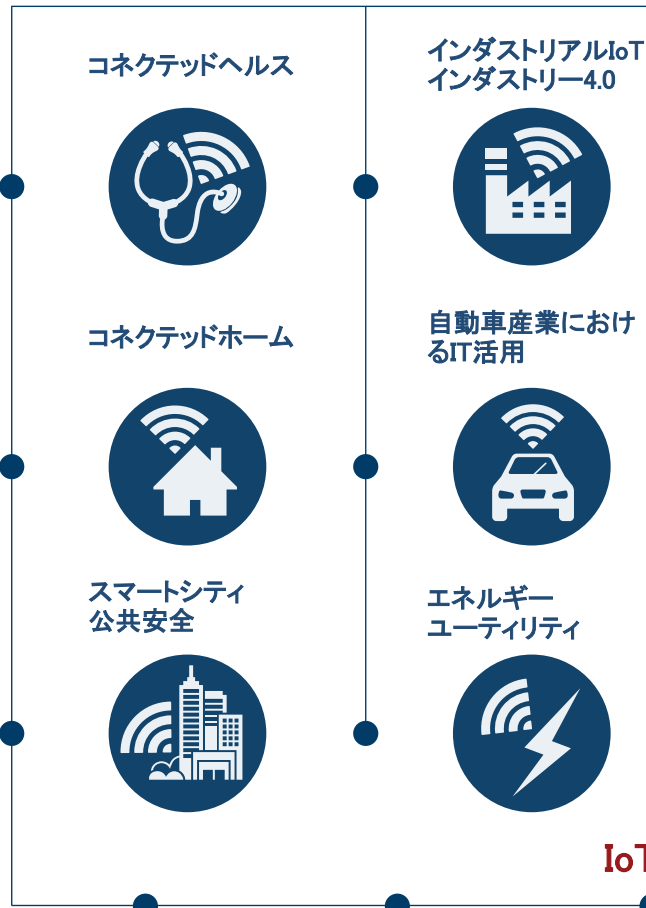 コネクテッドヘルス
インダストリアルIoT
インダストリー4.0
コネクテッドホーム
自動車産業におけ
るIT活用
スマートシティ
公共安全
エネルギー
ユーティリティ
IoT